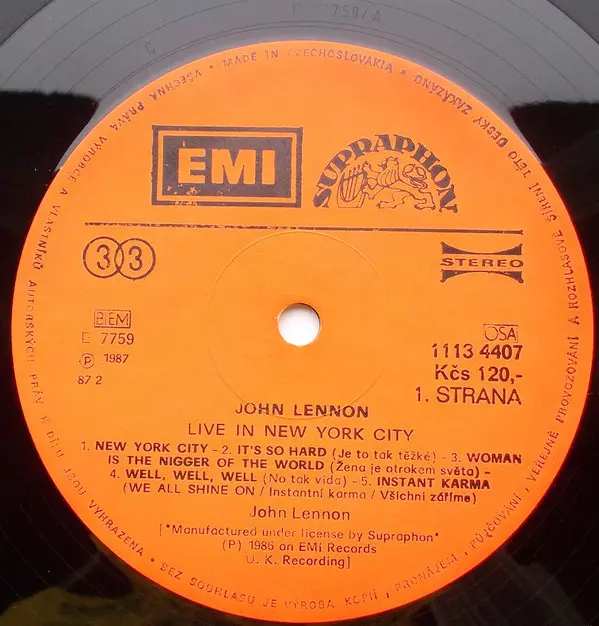 E 7759/A
MADE IN CZECHOSLOVAKIA • VŠECHNA PRÁVA VÝROBCE A VLASTNÍKŮ AUTORSKÝCH PRÁV K DÍLU JSOU VYHRAZENA • BEZ SOUHLASU JE VÝROBA KOPIÍ, PRONÁJEM, PŮJČOVÁNÍ, VEŘEJNÉ PROVOZOVÁNÍ A ROZHLASOVÉ ŠÍŘENÍ TÉTO DESKY ZAKÁZÁNO
EMI
SUPRAPHON
33
STEREO
BIEM
E 7759
Ⓟ 1987
87 2
OSA
1113 4407
Kčs 120,-
1. STRANA
JOHN LENNON
LIVE IN NEW YORK CITY
1. NEW YORK CITY - 2. IT'S SO HARD (Je to tak těžké) - 3. WOMAN
IS THE NIGGER OF THE WORLD (Žena je otrokem světa) -
4. WELL, WELL, WELL (No tak vida) - 5. INSTANT KARMA
(WE ALL SHINE ON / Instantní karma / Všichni záříme)
John Lennon
["Manufactured under license by Supraphon"
(P) 1986 an EMI Records
U. K. Recording]